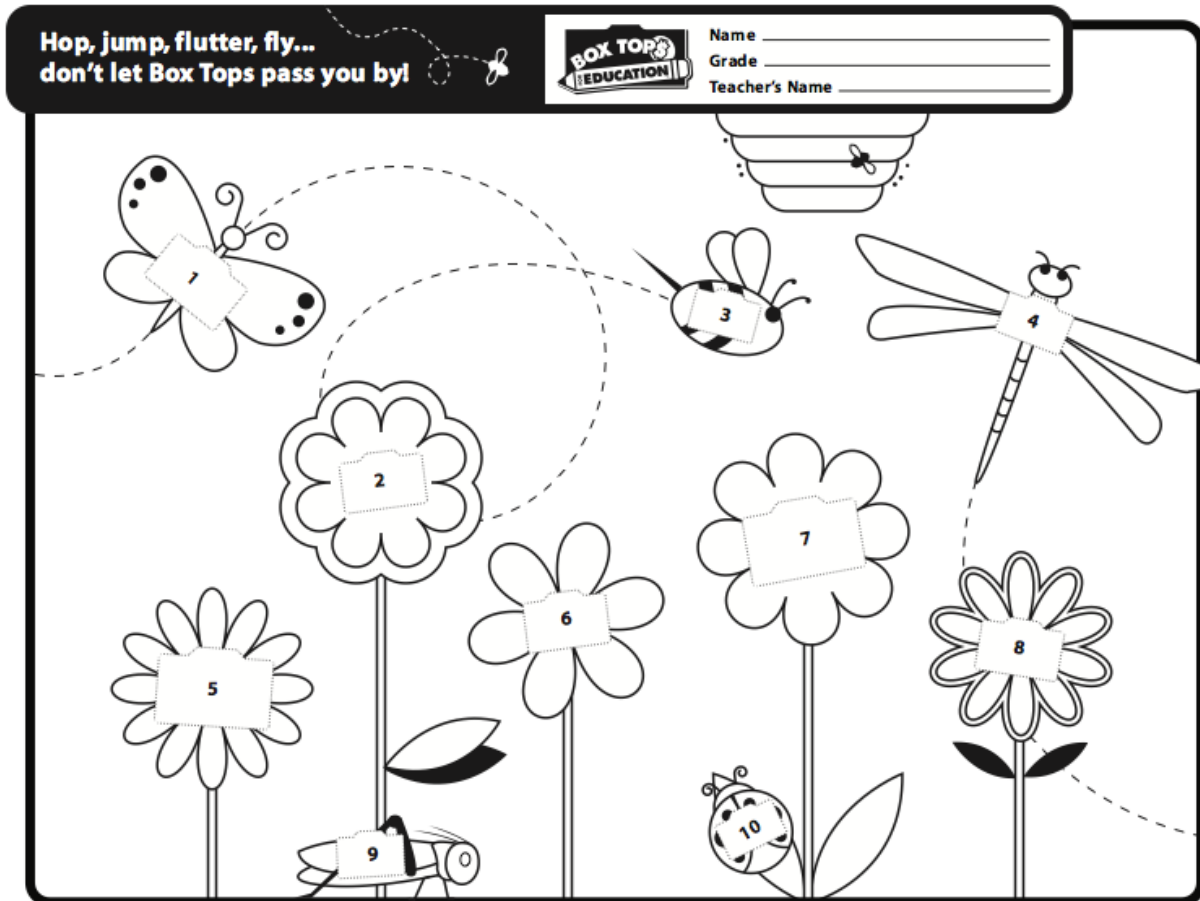 Hop, jump, flutter, fly...
don't let Box Tops pass you by!
BOX TOPS
FOR EDUCATION
Name
Grade
Teacher's Name
1
2
3
4
5
6
7
8
9
10